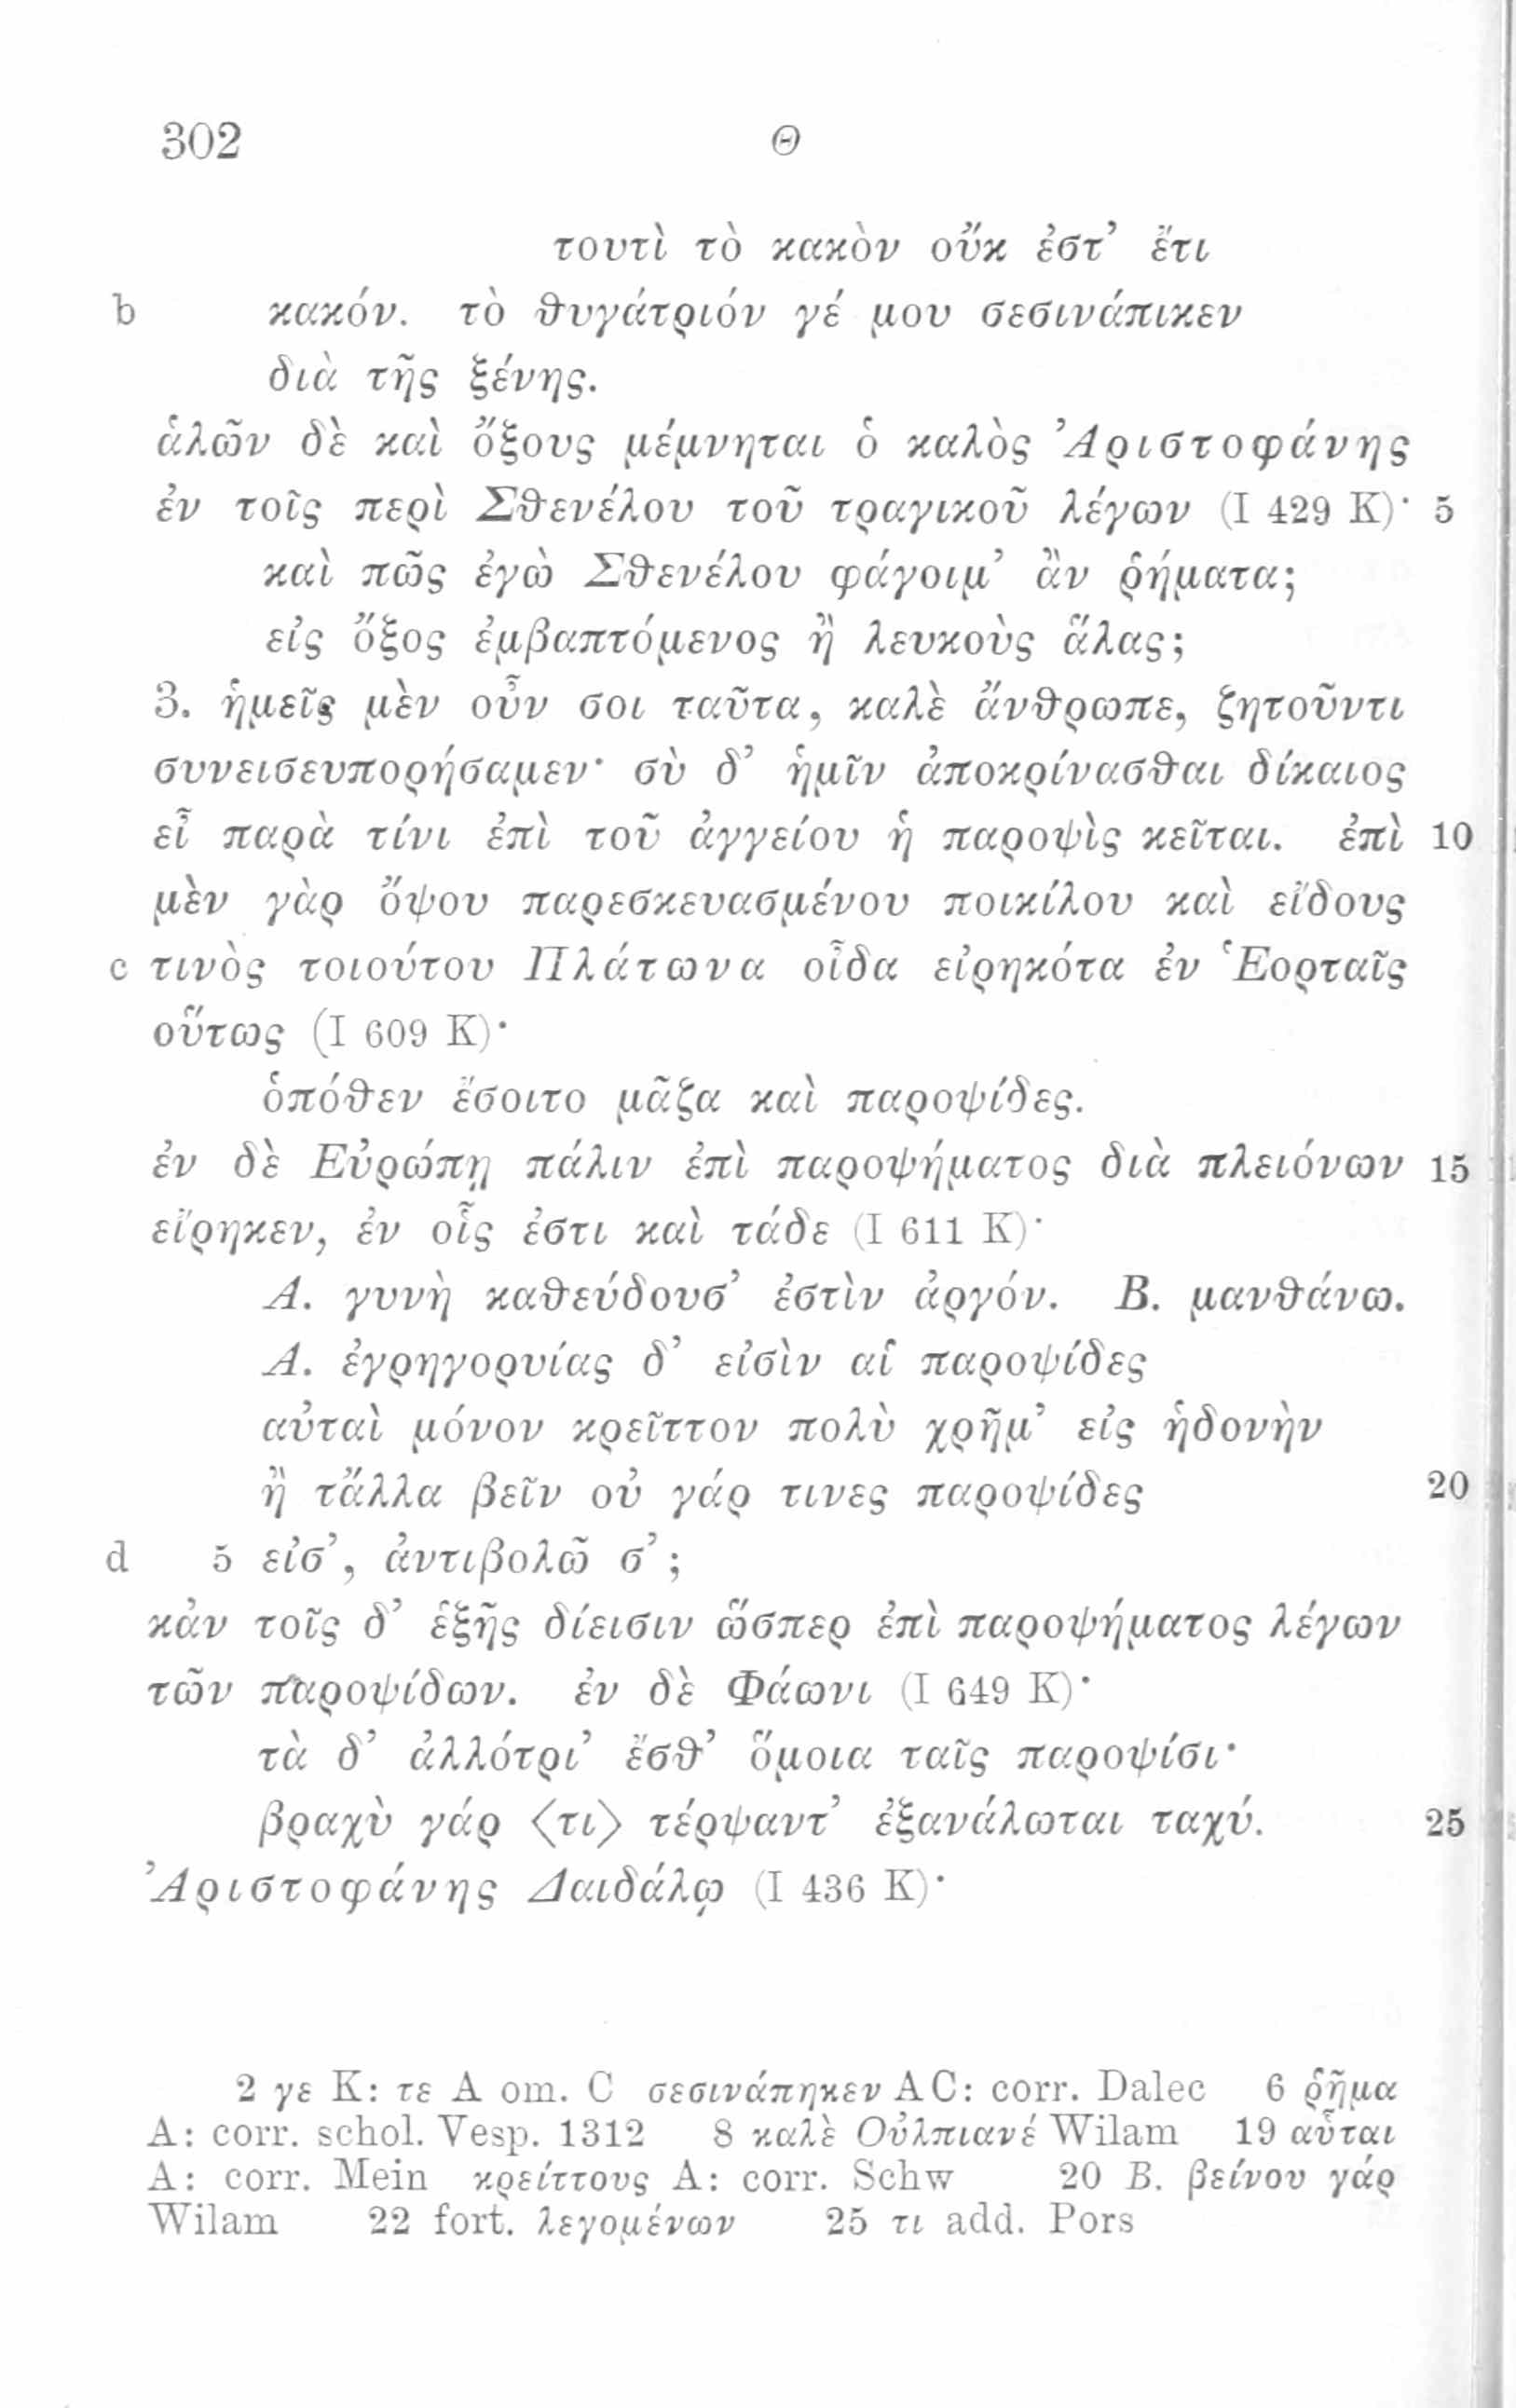 302 Θ
τουτὶ τὸ κακὸν οὔκ ἐστ’ ἔτι
b κακόν. τὸ θυγάτριόν γέ μου σεσινάπικεν
διὰ τῆς ξένης.
ἁλῶν δὲ καὶ ὄξους μέμνηται ὁ καλὸς Ἀριστοφάνης
ἐν τοῖς περὶ Σθενέλου τοῦ τραγικοῦ λέγων (I 429 K)· 5
καὶ πῶς ἐγὼ Σθενέλου φάγοιμ’ ἂν ῥήματα;
εἰς ὄξος ἐμβαπτόμενος ἢ λευκοὺς ἅλας;
3. ἡμεῖς μὲν οὖν σοι ταῦτα, καλὲ ἄνθρωπε, ζητοῦντι
συνεισευπορήσαμεν· σὺ δ’ ἡμῖν ἀποκρίνασθαι δίκαιος
εἶ παρὰ τίνι ἐπὶ τοῦ ἀγγείου ἡ παροψὶς κεῖται. ἐπὶ 10
μὲν γὰρ ὄψου παρεσκευασμένου ποικίλου καὶ εἴδους
c τινὸς τοιούτου Πλάτωνα οἶδα εἰρηκότα ἐν Ἑορταῖς
οὕτως (I 609 K)·
ὁπόθεν ἔσοιτο μᾶζα καὶ παροψίδες.
ἐν δὲ Εὐρώπῃ πάλιν ἐπὶ παροψήματος διὰ πλειόνων 15
εἴρηκεν, ἐν οἷς ἐστι καὶ τάδε (I 611 K)·
Α. γυνὴ καθεύδουσ’ ἐστὶν ἀργόν. Β. μανθάνω.
Α. ἐγρηγορυίας δ’ εἰσὶν αἱ παροψίδες
αὐταὶ μόνον κρεῖττον πολὺ χρῆμ’ εἰς ἡδονὴν
ἢ τἄλλα βεῖν οὐ γάρ τινες παροψίδες 20
d 5 εἰσ’, ἀντιβολῶ σ’;
κἀν τοῖς δ’ ἑξῆς δίεισιν ὥσπερ ἐπὶ παροψήματος λέγων
τῶν παροψίδων. ἐν δὲ Φάωνι (I 649 K)·
τὰ δ’ ἀλλότρι’ ἔσθ’ ὅμοια ταῖς παροψίσι·
βραχὺ γάρ ⟨τι⟩ τέρψαντ’ ἐξανάλωται ταχύ. 25
Ἀριστοφάνης Δαιδάλῳ (I 436 K)·
2 γε K: τε A om. C σεσινάπηκεν AC: corr. Dalec 6 ῥῆμα
A: corr. schol. Vesp. 1312 8 καλὲ Οὐλπιανέ Wilam 19 αὗται
A: corr. Mein κρείττους A: corr. Schw 20 Β. βείνου γάρ
Wilam 22 fort. λεγομένων 25 τι add. Pors